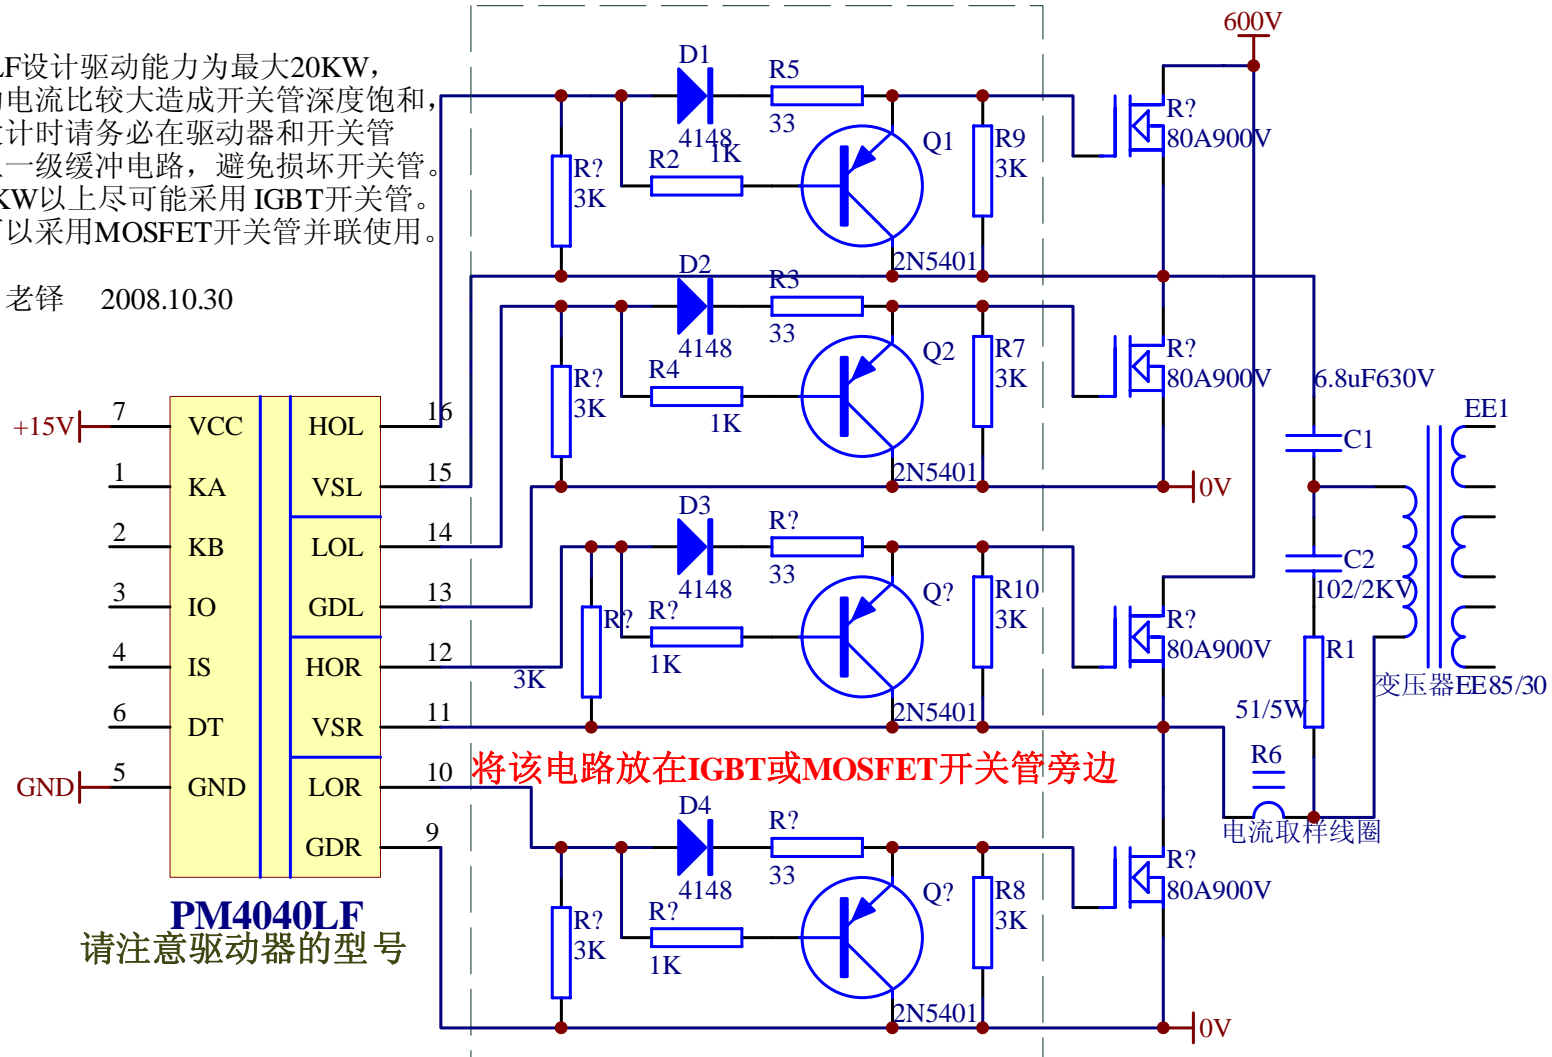 LF设计驱动能力为最大20KW,
电流比较大造成开关管深度饱和,
计时请务必在驱动器和开关管
一级缓冲电路，避免损坏开关管。
KW以上尽可能采用 IGBT开关管。
以采用MOSFET开关管并联使用。
老铎 2008.10.30
600V
D1
4148
R5
33
R2
1K
Q1
2N5401
R?
3K
R9
3K
R?
80A900V
D2
4148
R3
33
R4
1K
Q2
2N5401
R?
3K
R7
3K
R?
80A900V
0V
D3
4148
R?
33
R?
1K
Q?
2N5401
R?
3K
R10
3K
R?
80A900V
将该电路放在IGBT或MOSFET开关管旁边
D4
4148
R?
33
R?
1K
Q?
2N5401
R?
3K
R8
3K
R?
80A900V
0V
+15V
7 VCC
1 KA
2 KB
3 IO
4 IS
6 DT
GND
5 GND
HOL 16
VSL 15
LOL 14
GDL 13
HOR 12
VSR 11
LOR 10
GDR 9
PM4040LF
请注意驱动器的型号
6.8uF630V
C1
C2
102/2KV
R1
51/5W
R6
电流取样线圈
EE1
变压器EE85/30